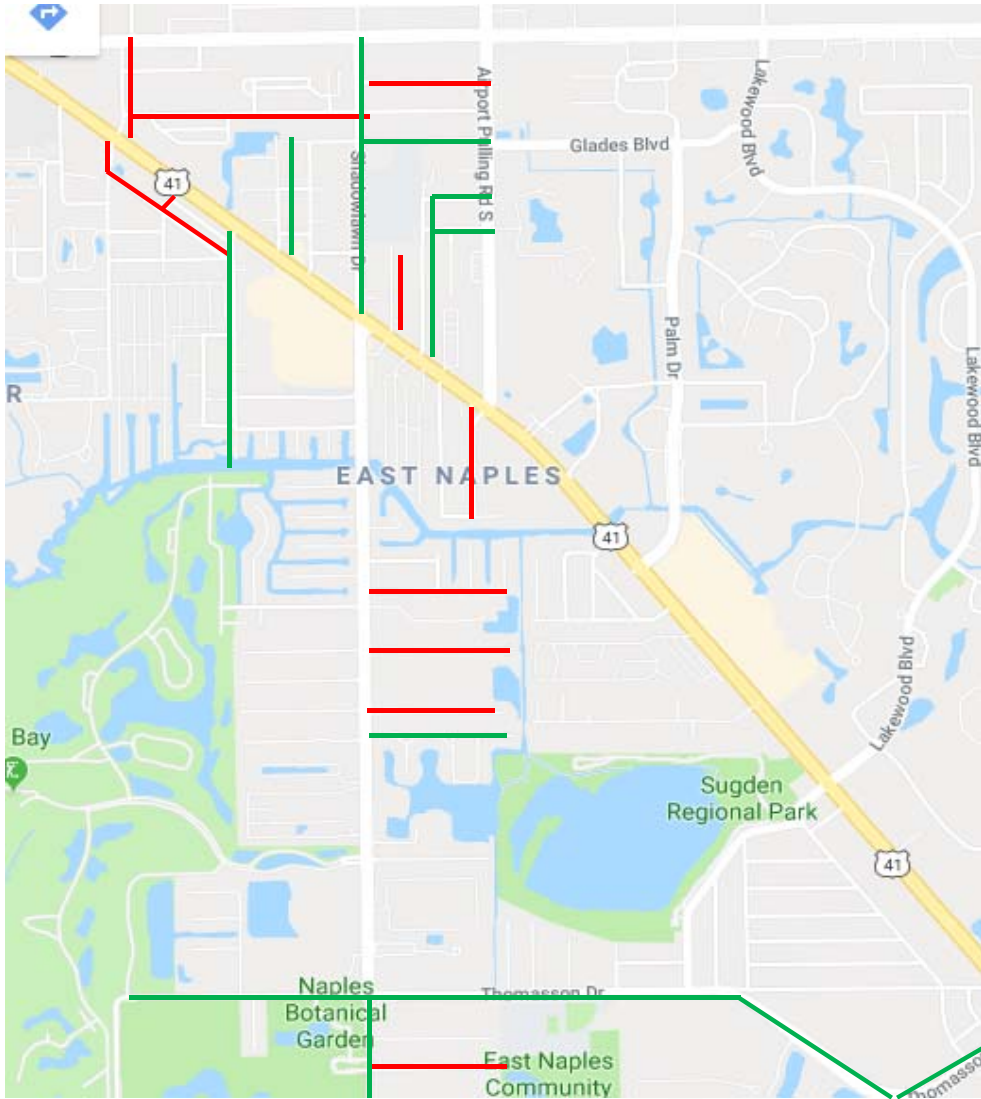 Airport Pulling Rd S
Lakewood Blvd
Glades Blvd
Shadowlawn Dr
41
Palm Dr
Lakewood Blvd
R
EAST NAPLES
41
Lakewood Blvd
Bay
Sugden
Regional Park
41
Naples
Botanical
Garden
Thomasson Dr
East Naples
Community
Thomasso